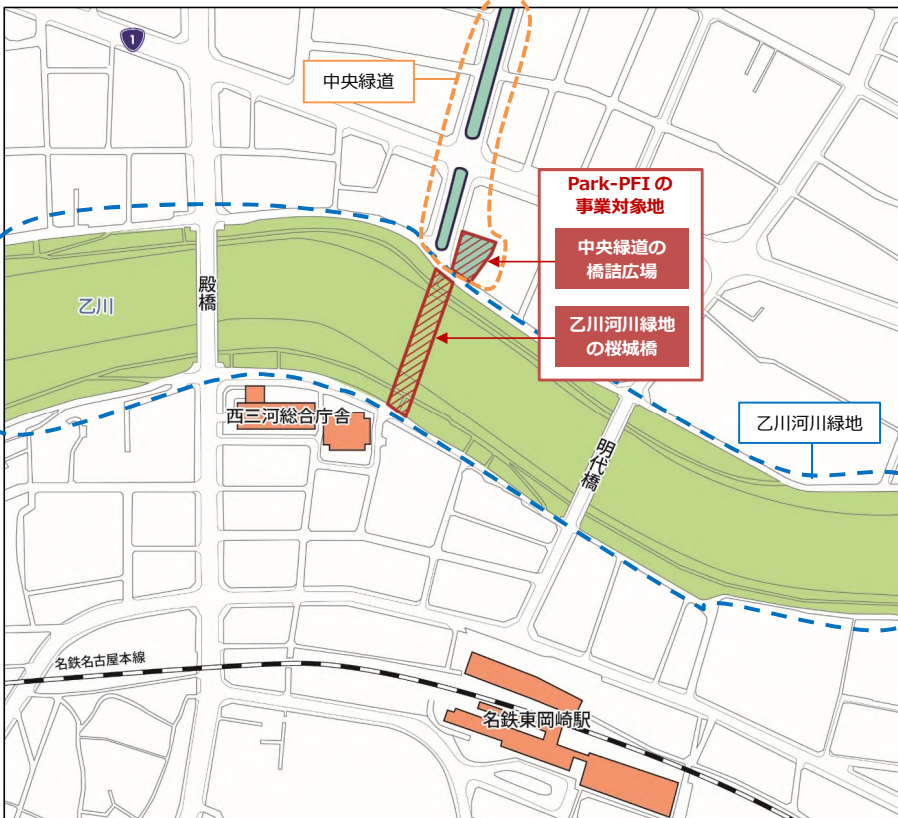 1
中央緑道
Park-PFI の
事業対象地
中央緑道の
橋詰広場
乙川河川緑地
の桜城橋
乙川
殿橋
西三河総合庁舎
明代橋
乙川河川緑地
名鉄名古屋本線
名鉄東岡崎駅